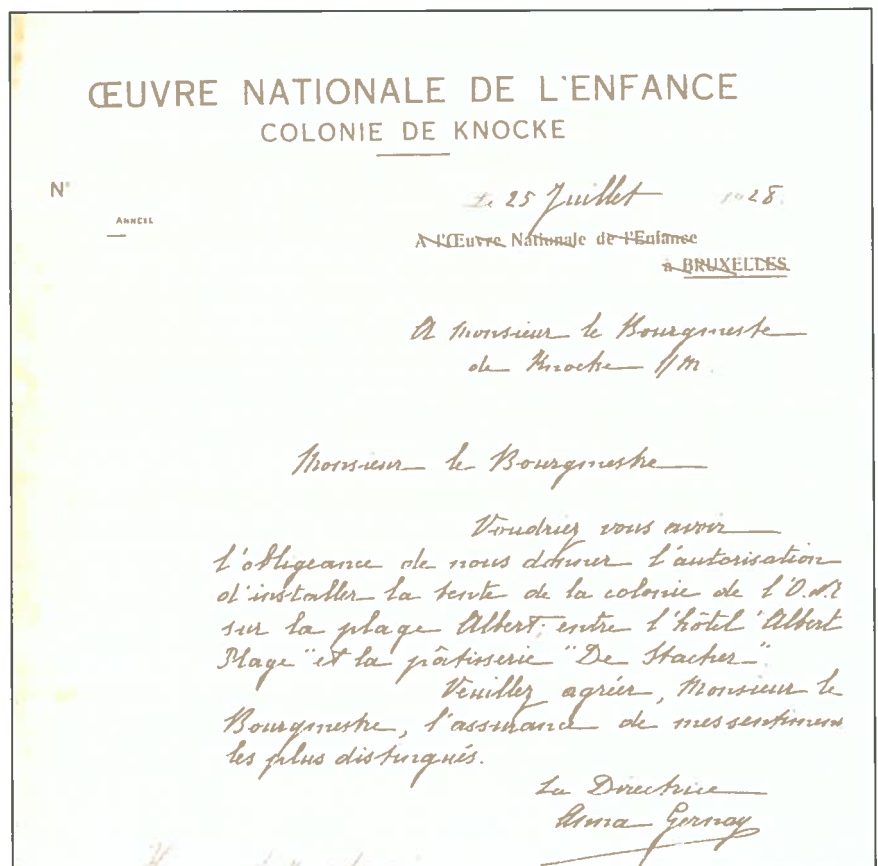 ŒUVRE NATIONALE DE L'ENFANCE
COLONIE DE KNOCKE
N°
ANNEXE
Le 25 Juillet 1928.
A l'Œuvre Nationale de l'Enfance
à BRUXELLES
A Monsieur le Bourgmestre
de Knocke s/M.
Monsieur le Bourgmestre
Voudriez vous avoir
l'obligeance de nous donner l'autorisation
d'installer la tente de la colonie de l'O.N.E
sur la plage Albert, entre l'hôtel "Albert
Plage" et la pâtisserie "De Stacher"
Veuillez agréer, Monsieur le
Bourgmestre, l'assurance de mes sentiments
les plus distingués.
La Directrice
Anna Gernay